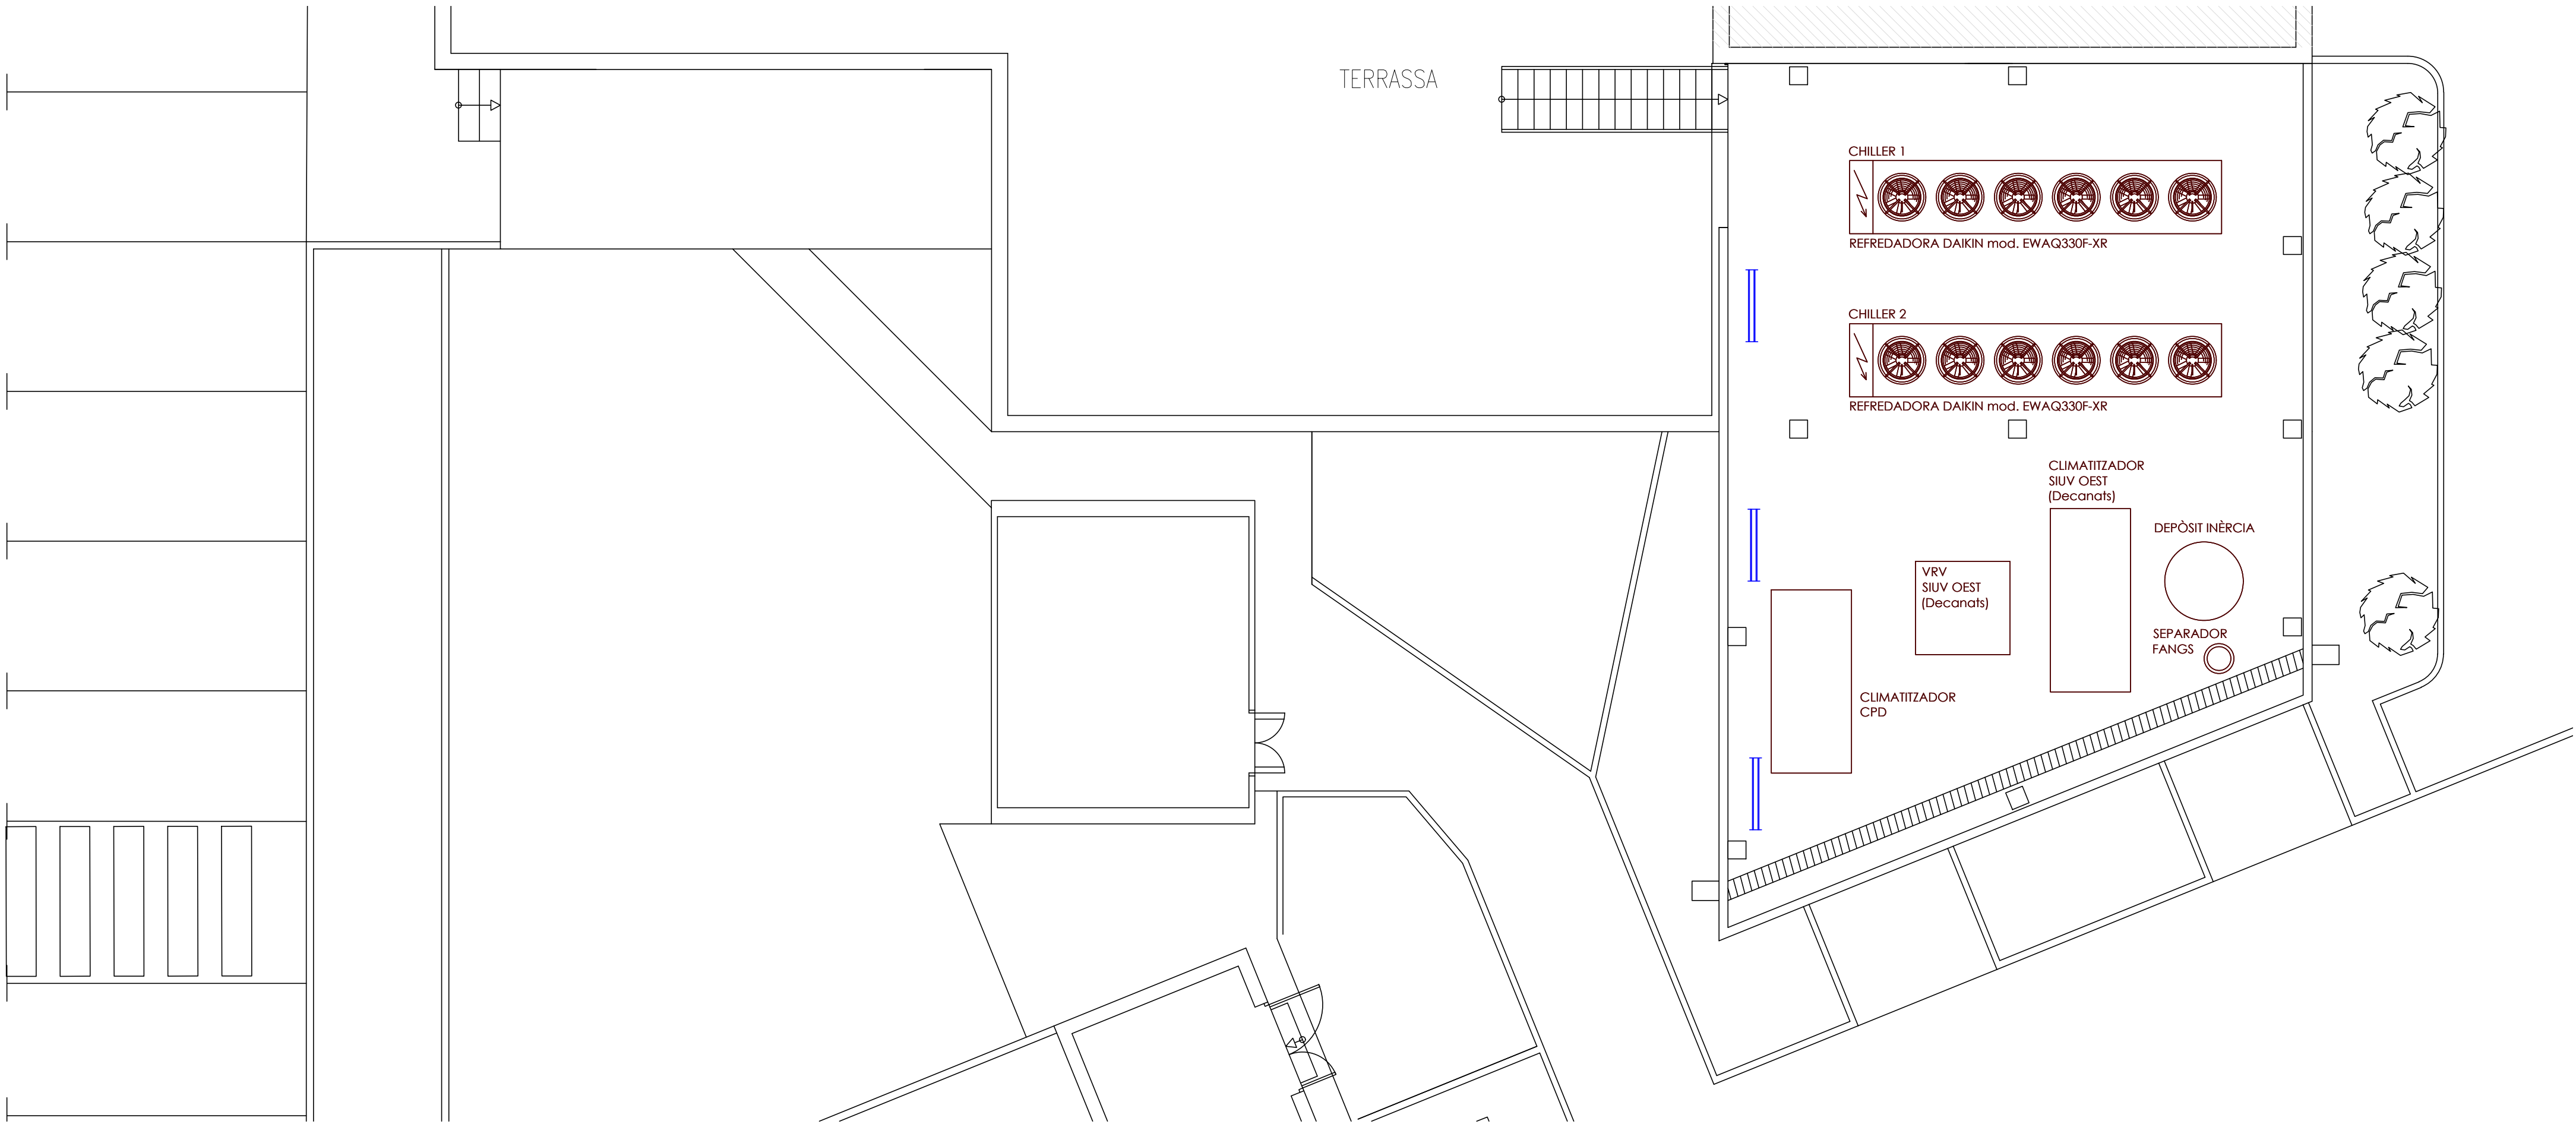 TERRASSA
CHILLER 1
REFREDADORA DAIKIN mod. EWAQ330F-XR
CHILLER 2
REFREDADORA DAIKIN mod. EWAQ330F-XR
CLIMATITZADOR
SIUV OEST
(Decanats)
DEPÒSIT INÈRCIA
VRV
SIUV OEST
(Decanats)
SEPARADOR
FANGS
CLIMATITZADOR
CPD